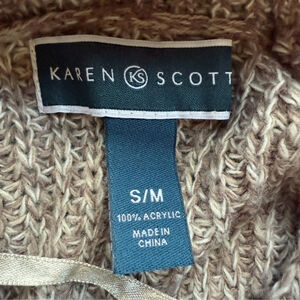 KAREN KS SCOTT
S/M
100% ACRYLIC
MADE IN
CHINA